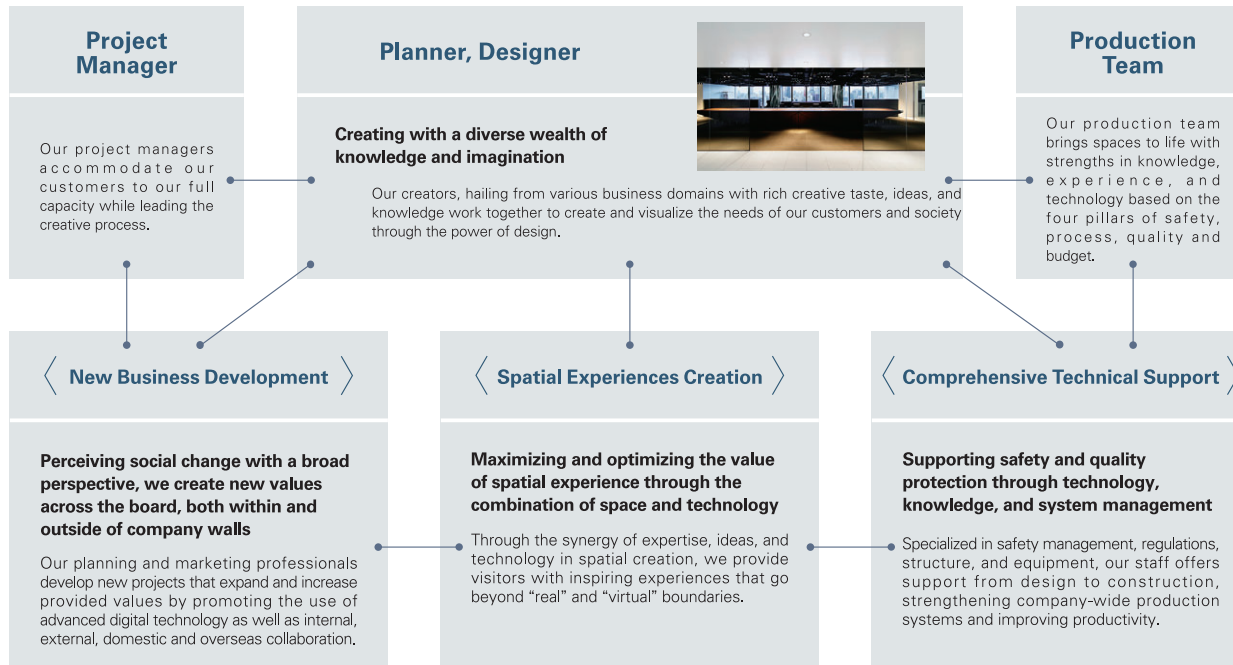 Project
Manager
Our project managers
accommodate our
customers to our full
capacity while leading the
creative process.
Planner, Designer
Creating with a diverse wealth of
knowledge and imagination
Our creators, hailing from various business domains with rich creative taste, ideas, and
knowledge work together to create and visualize the needs of our customers and society
through the power of design.
Production
Team
Our production team
brings spaces to life with
strengths in knowledge,
experience, and
technology based on the
four pillars of safety,
process, quality and
budget.
〈 New Business Development 〉
Perceiving social change with a broad
perspective, we create new values
across the board, both within and
outside of company walls
Our planning and marketing professionals
develop new projects that expand and increase
provided values by promoting the use of
advanced digital technology as well as internal,
external, domestic and overseas collaboration.
〈 Spatial Experiences Creation 〉
Maximizing and optimizing the value
of spatial experience through the
combination of space and technology
Through the synergy of expertise, ideas, and
technology in spatial creation, we provide
visitors with inspiring experiences that go
beyond “real” and “virtual” boundaries.
〈 Comprehensive Technical Support 〉
Supporting safety and quality
protection through technology,
knowledge, and system management
Specialized in safety management, regulations,
structure, and equipment, our staff offers
support from design to construction,
strengthening company-wide production
systems and improving productivity.